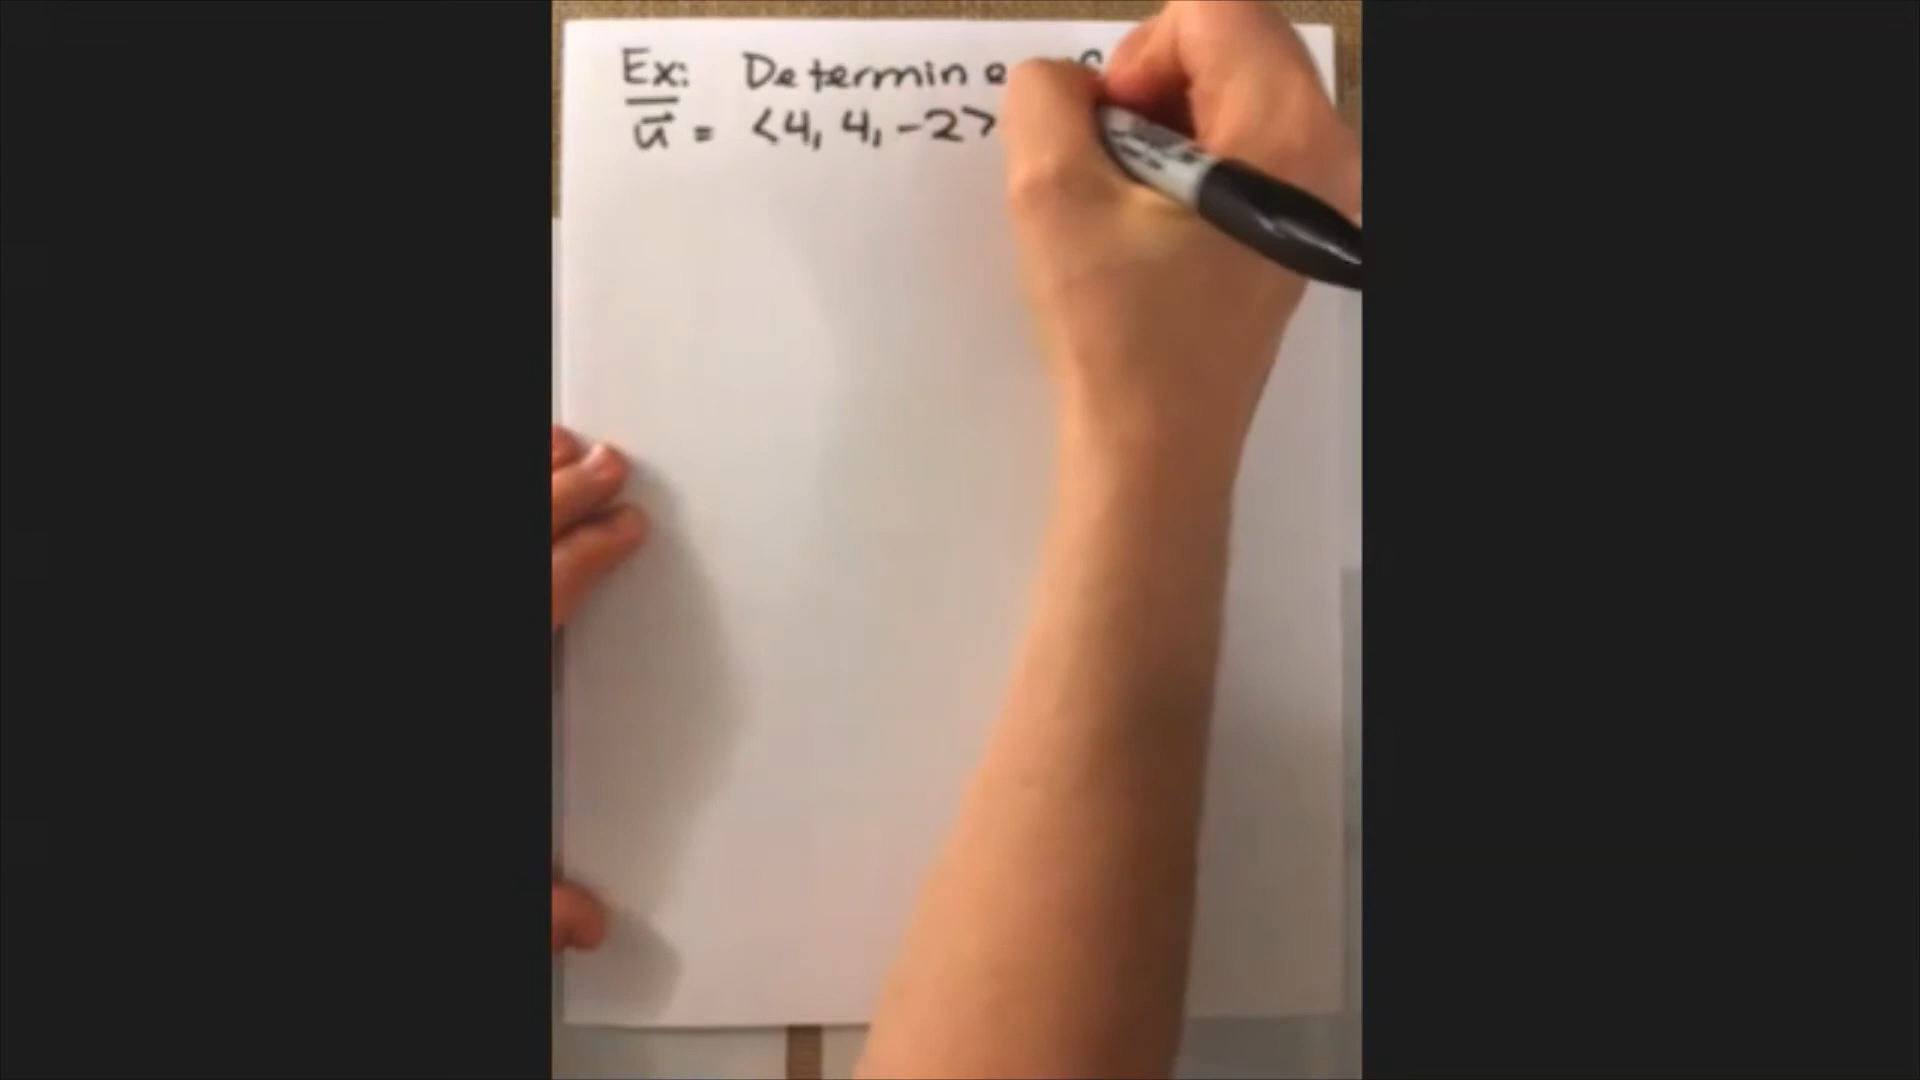 Ex: Determine
u⃗ = <4, 4, -2>